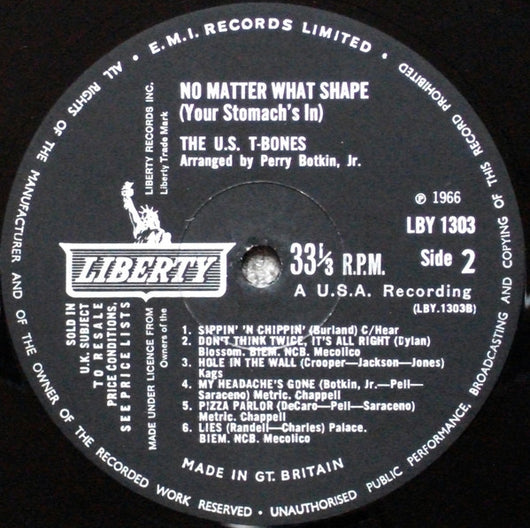 E.M.I. RECORDS LIMITED • ALL RIGHTS OF THE MANUFACTURER AND OF THE OWNER OF THE RECORDED WORK RESERVED • UNAUTHORISED PUBLIC PERFORMANCE, BROADCASTING AND COPYING OF THIS RECORD PROHIBITED •
NO MATTER WHAT SHAPE
(Your Stomach's In)
THE U.S. T-BONES
Arranged by Perry Botkin, Jr.
LIBERTY RECORDS INC.
Liberty Trade Mark
LIBERTY
℗ 1966
LBY 1303
33⅓ R.P.M.
Side 2
A U.S.A. Recording
(LBY.1303B)
SOLD IN
U.K. SUBJECT
TO RESALE
PRICE CONDITIONS,
SEE PRICE LISTS
MADE UNDER LICENCE FROM
Owners of the
1. SIPPIN' 'N CHIPPIN' (Burland) C/Near
2. DON'T THINK TWICE, IT'S ALL RIGHT (Dylan)
Blossom. BIEM. NCB. Mecolico
3. HOLE IN THE WALL (Crooper—Jackson—Jones)
Kags
4. MY HEADACHE'S GONE (Botkin, Jr.—Pell—
Saraceno) Metric. Chappell
5. PIZZA PARLOR (DeCaro—Pell—Saraceno)
Metric. Chappell
6. LIES (Randell—Charles) Palace.
BIEM. NCB. Mecolico
MADE IN GT. BRITAIN